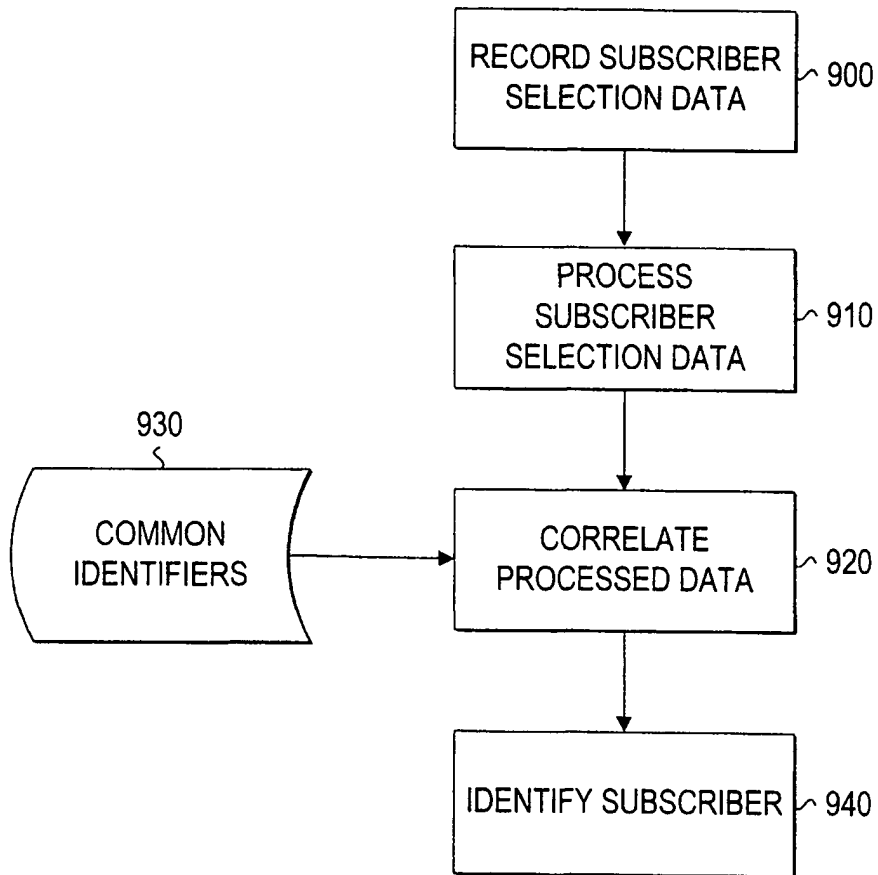 RECORD SUBSCRIBER
SELECTION DATA
900
PROCESS
SUBSCRIBER
SELECTION DATA
910
930
COMMON
IDENTIFIERS
CORRELATE
PROCESSED DATA
920
IDENTIFY SUBSCRIBER
940